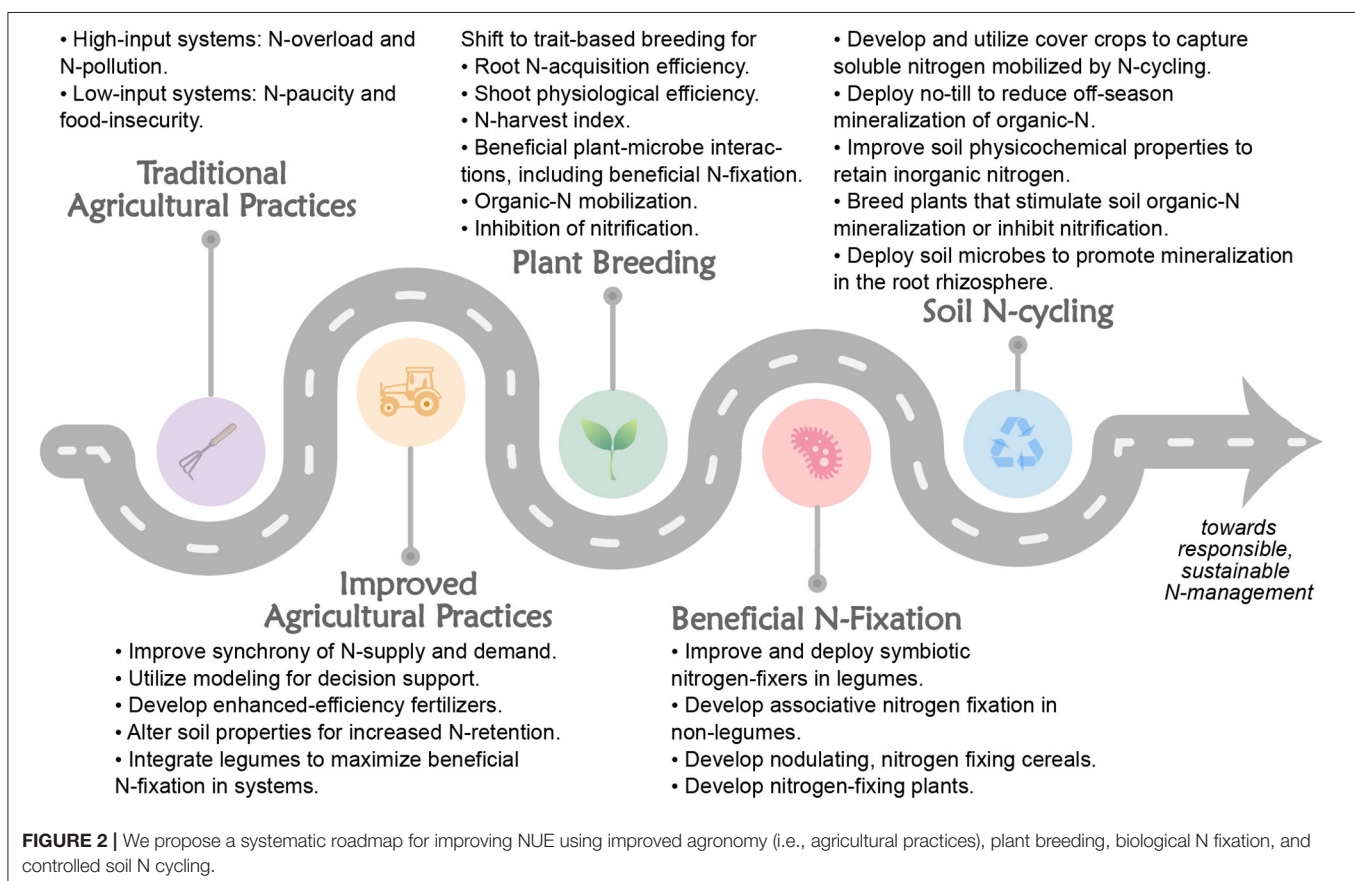 • High-input systems: N-overload and
N-pollution.
• Low-input systems: N-paucity and
food-insecurity.
Traditional
Agricultural Practices
Shift to trait-based breeding for
• Root N-acquisition efficiency.
• Shoot physiological efficiency.
• N-harvest index.
• Beneficial plant-microbe interac-
tions, including beneficial N-fixation.
• Organic-N mobilization.
• Inhibition of nitrification.
Plant Breeding
• Develop and utilize cover crops to capture
soluble nitrogen mobilized by N-cycling.
• Deploy no-till to reduce off-season
mineralization of organic-N.
• Improve soil physicochemical properties to
retain inorganic nitrogen.
• Breed plants that stimulate soil organic-N
mineralization or inhibit nitrification.
• Deploy soil microbes to promote mineralization
in the root rhizosphere.
Soil N-cycling
towards
responsible,
sustainable
N-management
Improved
Agricultural Practices
• Improve synchrony of N-supply and demand.
• Utilize modeling for decision support.
• Develop enhanced-efficiency fertilizers.
• Alter soil properties for increased N-retention.
• Integrate legumes to maximize beneficial
N-fixation in systems.
Beneficial N-Fixation
• Improve and deploy symbiotic
nitrogen-fixers in legumes.
• Develop associative nitrogen fixation in
non-legumes.
• Develop nodulating, nitrogen fixing cereals.
• Develop nitrogen-fixing plants.
FIGURE 2 | We propose a systematic roadmap for improving NUE using improved agronomy (i.e., agricultural practices), plant breeding, biological N fixation, and
controlled soil N cycling.